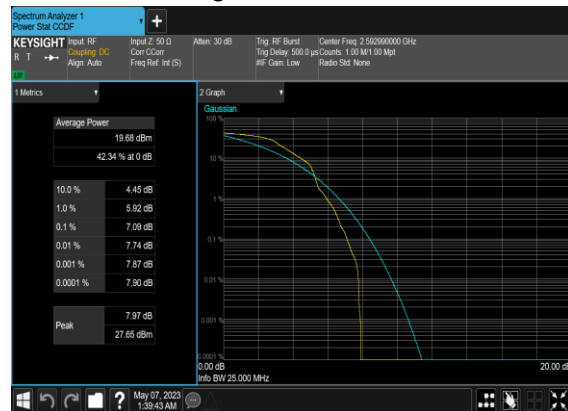 Spectrum Analyzer 1
Power Stat CCDF
KEYSIGHT
R T
LW
Input: RF
Coupling: DC
Align: Auto
Input Z: 50 Ω
Corr CCorr
Freq Ref: Int (S)
Atten: 30 dB
Trig: RF Burst
Trig Delay: 500.0 µs
#IF Gain: Low
Center Freq: 2.592990000 GHz
Counts: 1.00 M/1.00 Mpt
Radio Std: None
1 Metrics
Average Power
19.68 dBm
42.34 % at 0 dB
10.0 % 4.45 dB
1.0 % 5.92 dB
0.1 % 7.09 dB
0.01 % 7.74 dB
0.001 % 7.87 dB
0.0001 % 7.90 dB
Peak
7.97 dB
27.65 dBm
2 Graph
Gaussian
100 %
10 %
1 %
0.1 %
0.01 %
0.001 %
0.0001 %
0.00 dB
20.00 dB
Info BW 25.000 MHz
?
May 07, 2023
1:39:43 AM